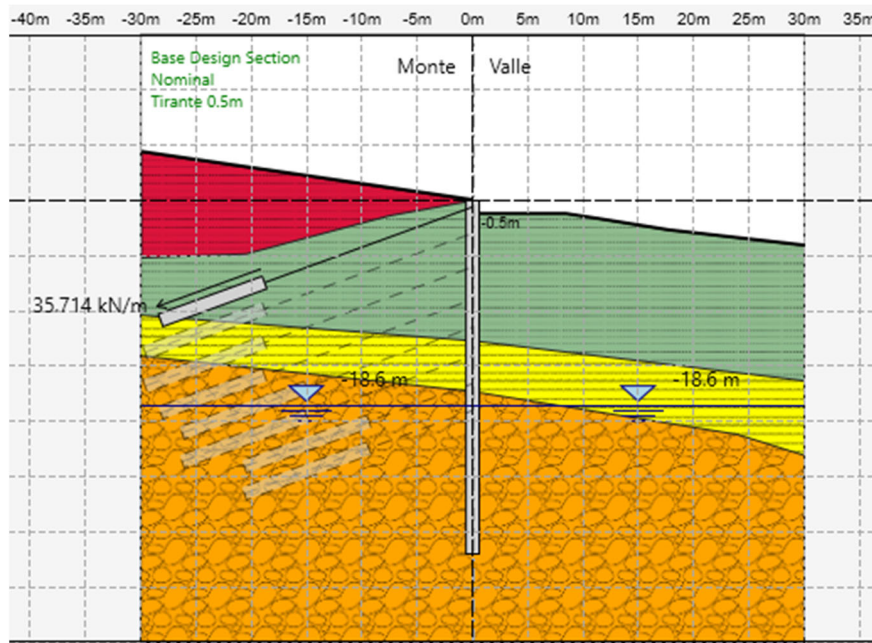 -40m -35m -30m -25m -20m -15m -10m -5m 0m 5m 10m 15m 20m 25m 30m 35m
Base Design Section
Nominal
Tirante 0.5m
Monte Valle
-0.5m
35.714 kN/m
-18.6 m -18.6 m